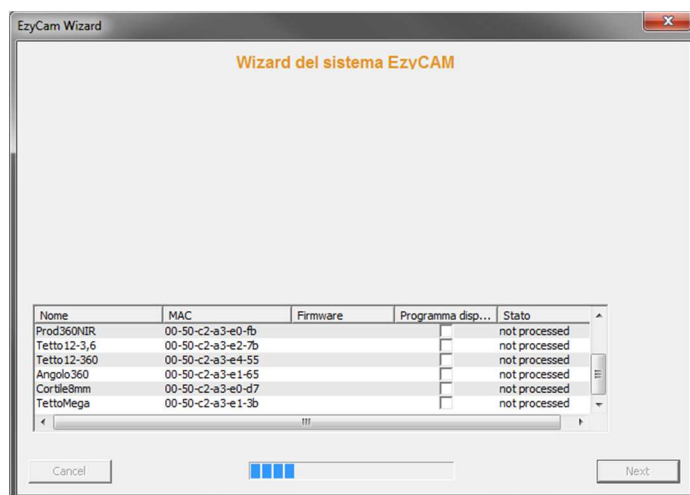 EzyCam Wizard
Wizard del sistema EzyCAM
Nome MAC Firmware Programma disp... Stato
Prod360NIR 00-50-c2-a3-e0-fb not processed
Tetto12-3,6 00-50-c2-a3-e2-7b not processed
Tetto12-360 00-50-c2-a3-e4-55 not processed
Angolo360 00-50-c2-a3-e1-65 not processed
Cortile8mm 00-50-c2-a3-e0-d7 not processed
TettoMega 00-50-c2-a3-e1-3b not processed
Cancel Next